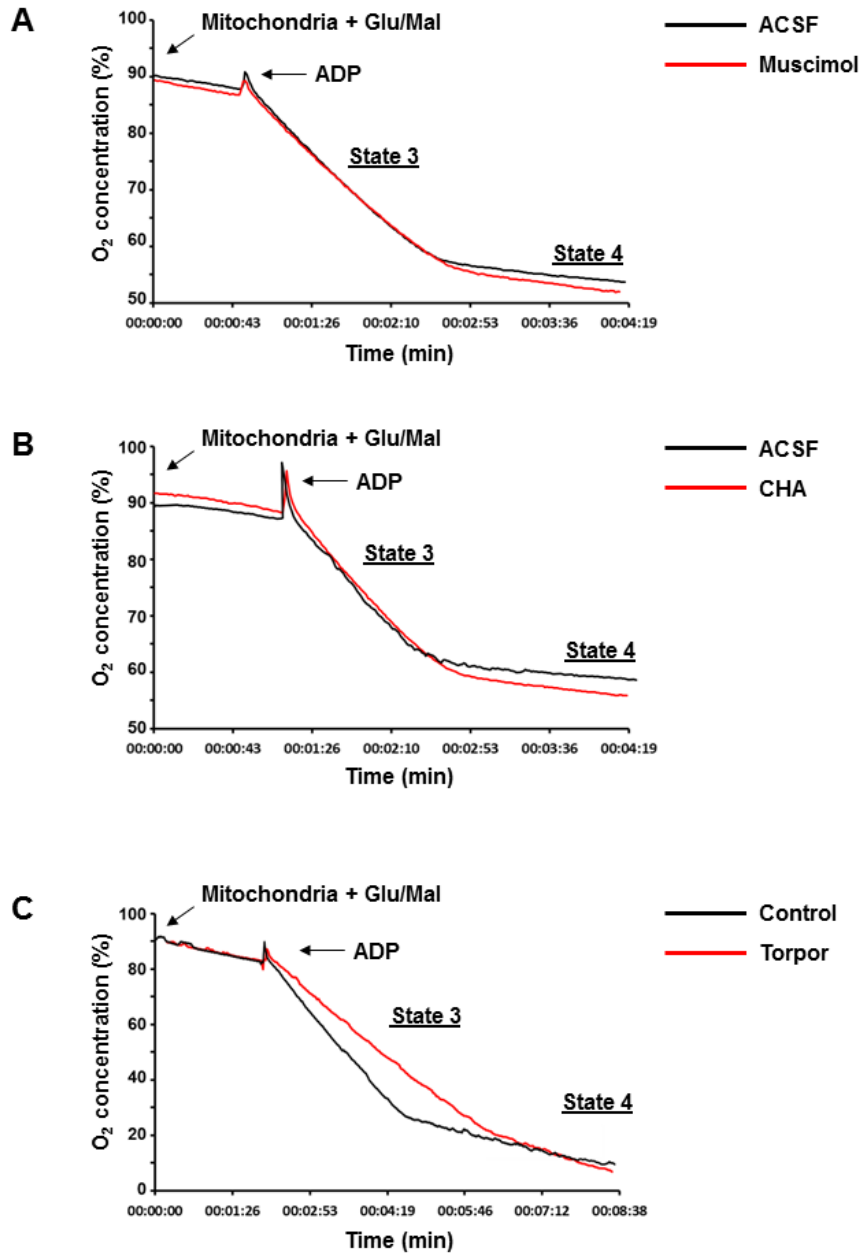 A
Mitochondria + Glu/Mal
ACSF
Muscimol
ADP
State 3
State 4
O₂ concentration (%)
100
90
80
70
60
50
00:00:00 00:00:43 00:01:26 00:02:10 00:02:53 00:03:36 00:04:19
Time (min)
B
Mitochondria + Glu/Mal
ACSF
CHA
ADP
State 3
State 4
O₂ concentration (%)
100
90
80
70
60
50
00:00:00 00:00:43 00:01:26 00:02:10 00:02:53 00:03:36 00:04:19
Time (min)
C
Mitochondria + Glu/Mal
Control
Torpor
ADP
State 3
State 4
O₂ concentration (%)
100
80
60
40
20
0
00:00:00 00:01:26 00:02:53 00:04:19 00:05:46 00:07:12 00:08:38
Time (min)